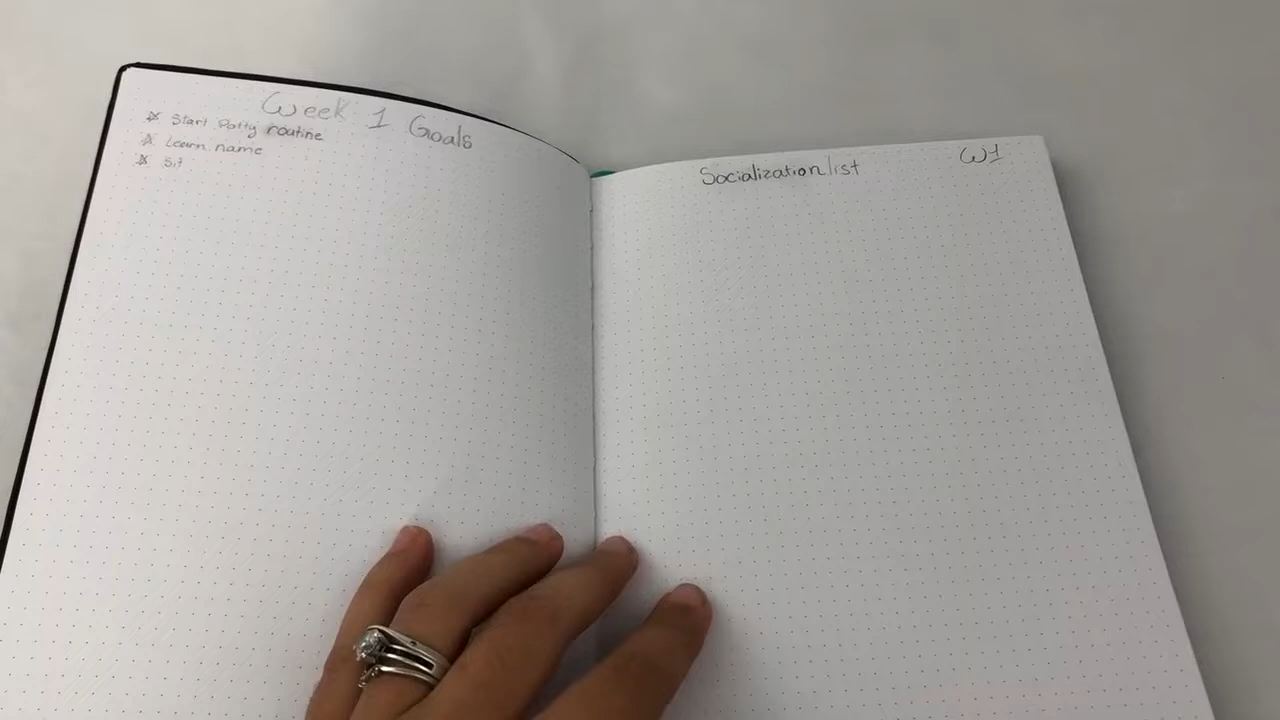 Week 1 Goals
Start Potty routine
Learn name
Sit
Socialization list
W1